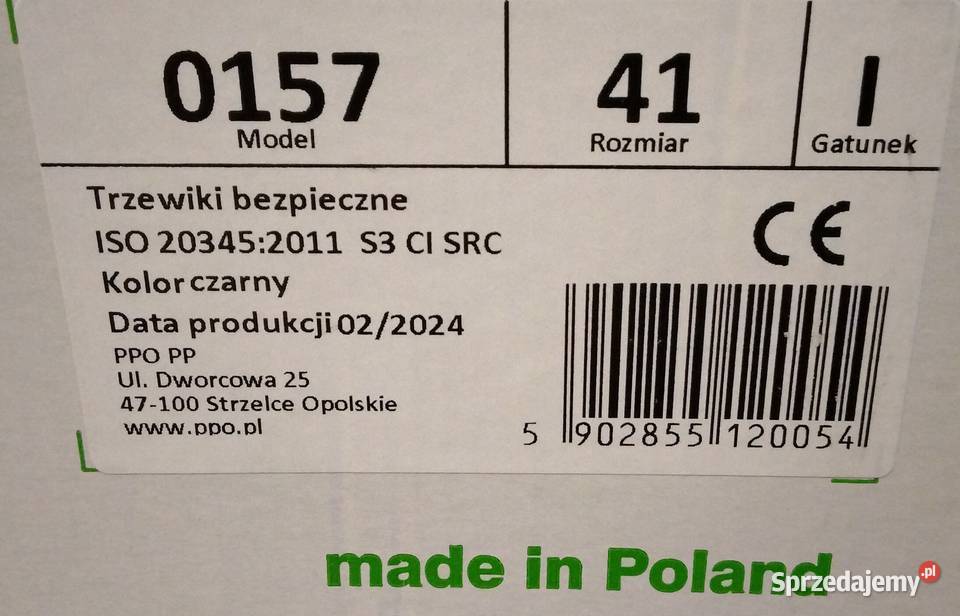 0157 41 I
Model Rozmiar Gatunek
Trzewiki bezpieczne
ISO 20345:2011 S3 CI SRC
Kolor czarny
Data produkcji 02/2024
PPO PP
Ul. Dworcowa 25
47-100 Strzelce Opolskie
www.ppo.pl
CE
5 902855 120054
made in Poland
Sprzedajemy.pl